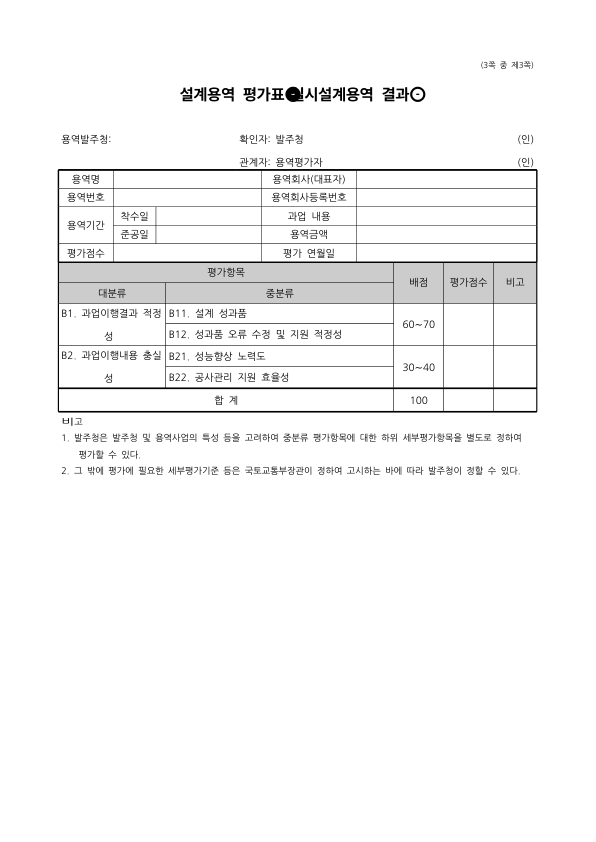 (3쪽 중 제3쪽)
설계용역 평가표 실시설계용역 결과
용역발주청: 확인자: 발주청 (인)
관계자: 용역평가자 (인)
용역명 용역회사(대표자)
용역번호 용역회사등록번호
용역기간 착수일 과업 내용
준공일 용역금액
평가점수 평가 연월일
평가항목 배점 평가점수 비고
대분류 중분류
B1. 과업이행결과 적정성 B11. 설계 성과품 60~70
B12. 성과품 오류 수정 및 지원 적정성
B2. 과업이행내용 충실성 B21. 성능향상 노력도 30~40
B22. 공사관리 지원 효율성
합 계 100
비고
1. 발주청은 발주청 및 용역사업의 특성 등을 고려하여 중분류 평가항목에 대한 하위 세부평가항목을 별도로 정하여
평가할 수 있다.
2. 그 밖에 평가에 필요한 세부평가기준 등은 국토교통부장관이 정하여 고시하는 바에 따라 발주청이 정할 수 있다.